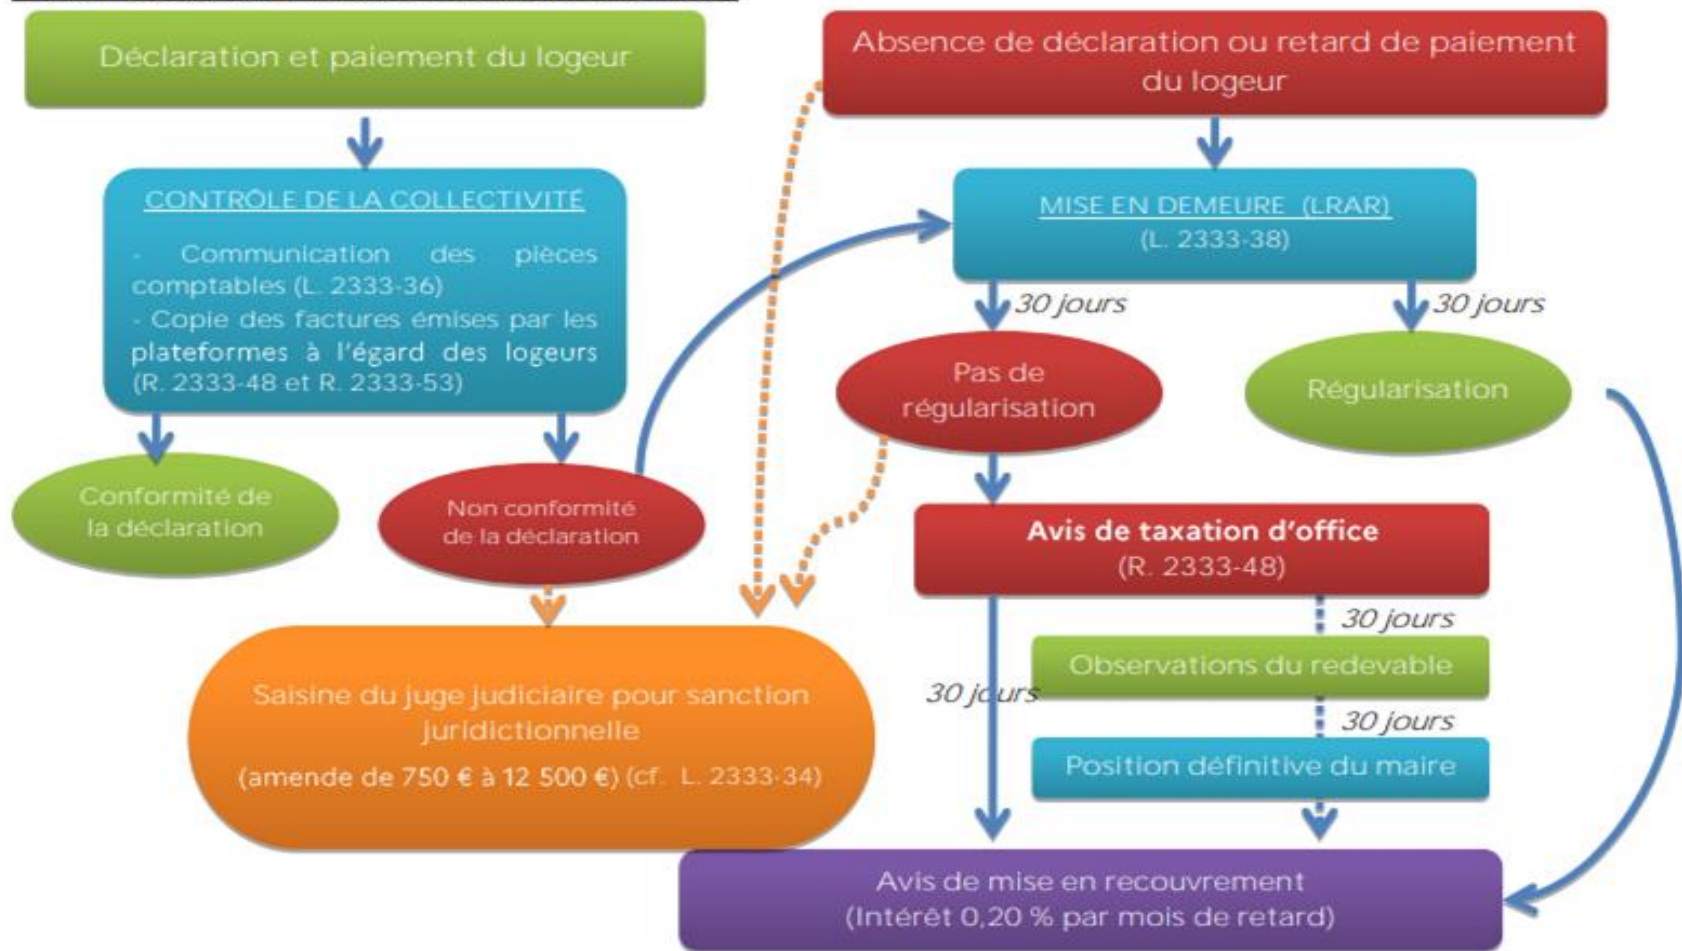 Déclaration et paiement du logeur
Absence de déclaration ou retard de paiement
du logeur
CONTRÔLE DE LA COLLECTIVITÉ
- Communication des pièces
comptables (L. 2333-36)
- Copie des factures émises par les
plateformes à l'égard des logeurs
(R. 2333-48 et R. 2333-53)
MISE EN DEMEURE (LRAR)
(L. 2333-38)
30 jours
30 jours
Pas de
régularisation
Régularisation
Conformité de
la déclaration
Non conformité
de la déclaration
Avis de taxation d'office
(R. 2333-48)
30 jours
Observations du redevable
30 jours
30 jours
Position définitive du maire
Saisine du juge judiciaire pour sanction
juridictionnelle
(amende de 750 € à 12 500 €) (cf. L. 2333-34)
Avis de mise en recouvrement
(Intérêt 0,20 % par mois de retard)